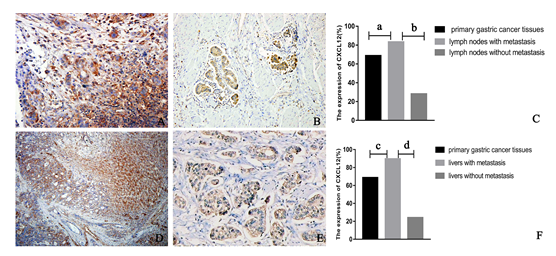 A
B
The expression of CXCL12(%)
100
80
60
40
20
0
a
b
primary gastric cancer tissues
lymph nodes with metastasis
lymph nodes without metastasis
C
D
E
The expression of CXCL12(%)
100
80
60
40
20
0
c
d
primary gastric cancer tissues
livers with metastasis
livers without metastasis
F